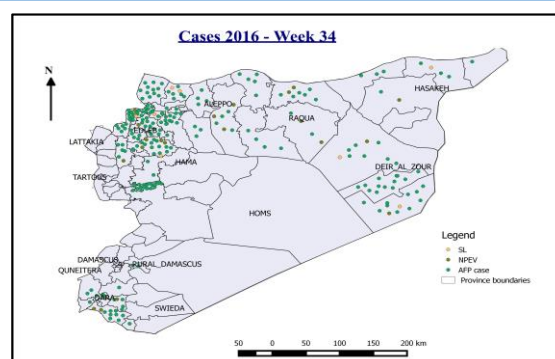 Cases 2016 - Week 34
N
HASAKEH
ALEPPO
RAQUA
EDLEB
LATTAKIA
HAMA
DEIR_AL_ZOUR
TARTOUS
HOMS
Legend
SL
NPEV
AFP case
Province boundaries
DAMASCUS
RURAL_DAMASCUS
QUNEITERA
DARA
SWIEDA
50 0 50 100 150 200 km